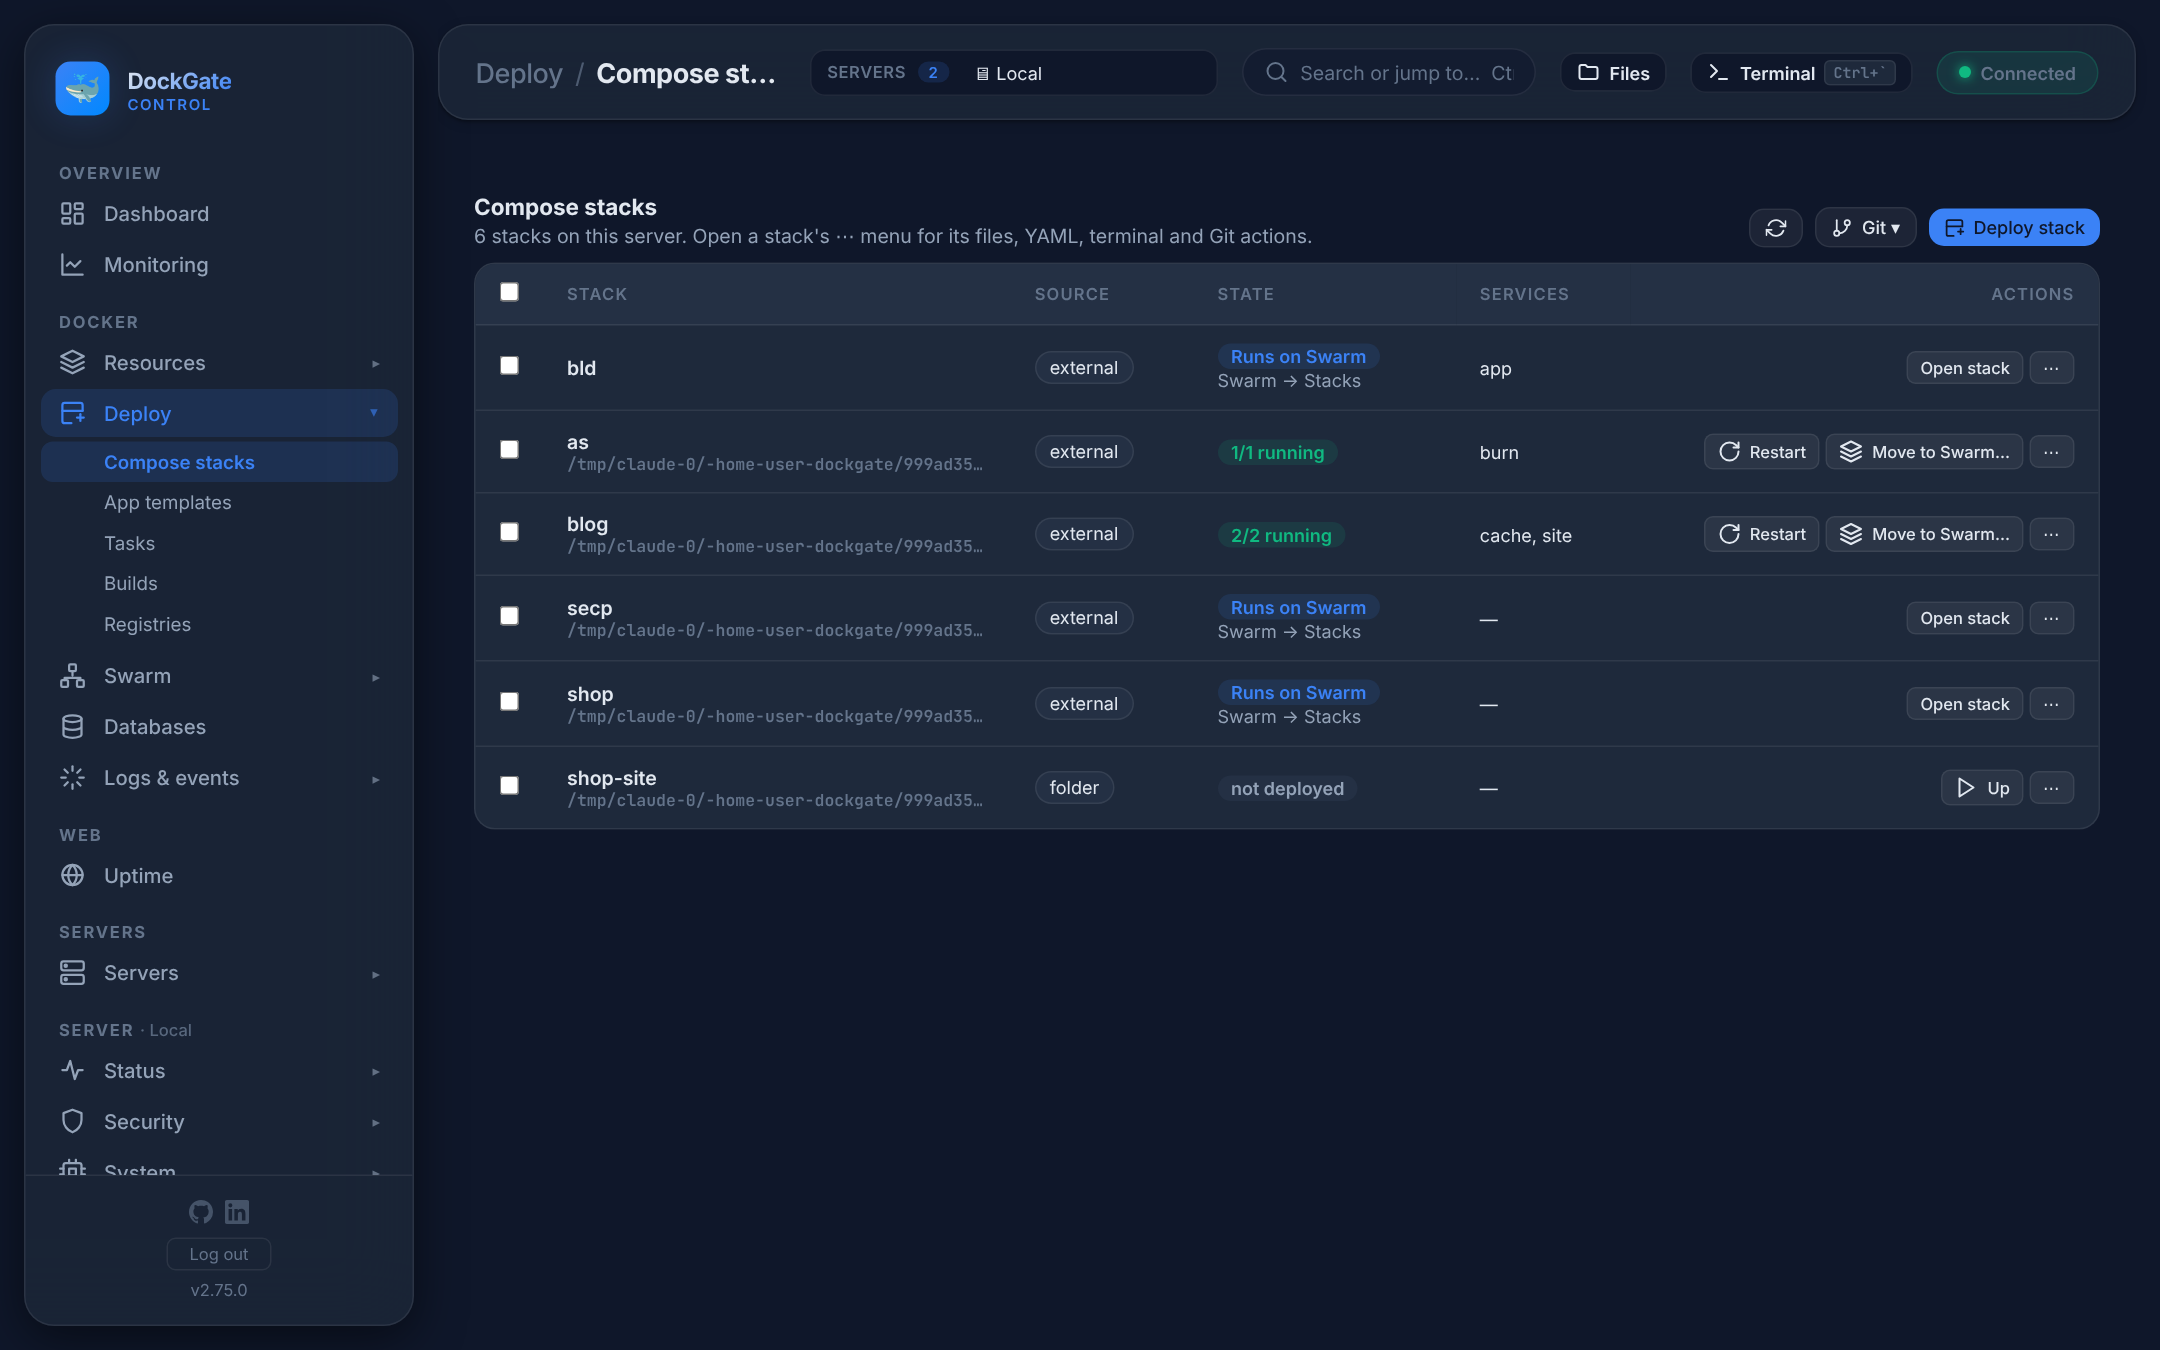 DockGate
CONTROL
OVERVIEW
Dashboard
Monitoring
DOCKER
Resources
Deploy
Compose stacks
App templates
Tasks
Builds
Registries
Swarm
Databases
Logs & events
WEB
Uptime
SERVERS
Servers
SERVER · Local
Status
Security
System
Log out
v2.75.0
Deploy / Compose st...
SERVERS 2 Local
Search or jump to... Ct
Files
Terminal Ctrl+`
Connected
Compose stacks
6 stacks on this server. Open a stack's ··· menu for its files, YAML, terminal and Git actions.
Git ▾
Deploy stack
STACK SOURCE STATE SERVICES ACTIONS
bld external Runs on Swarm app Open stack ···
Swarm → Stacks
as external 1/1 running burn Restart Move to Swarm... ···
/tmp/claude-0/-home-user-dockgate/999ad35…
blog external 2/2 running cache, site Restart Move to Swarm... ···
/tmp/claude-0/-home-user-dockgate/999ad35…
secp external Runs on Swarm — Open stack ···
/tmp/claude-0/-home-user-dockgate/999ad35… Swarm → Stacks
shop external Runs on Swarm — Open stack ···
/tmp/claude-0/-home-user-dockgate/999ad35… Swarm → Stacks
shop-site folder not deployed — Up ···
/tmp/claude-0/-home-user-dockgate/999ad35…